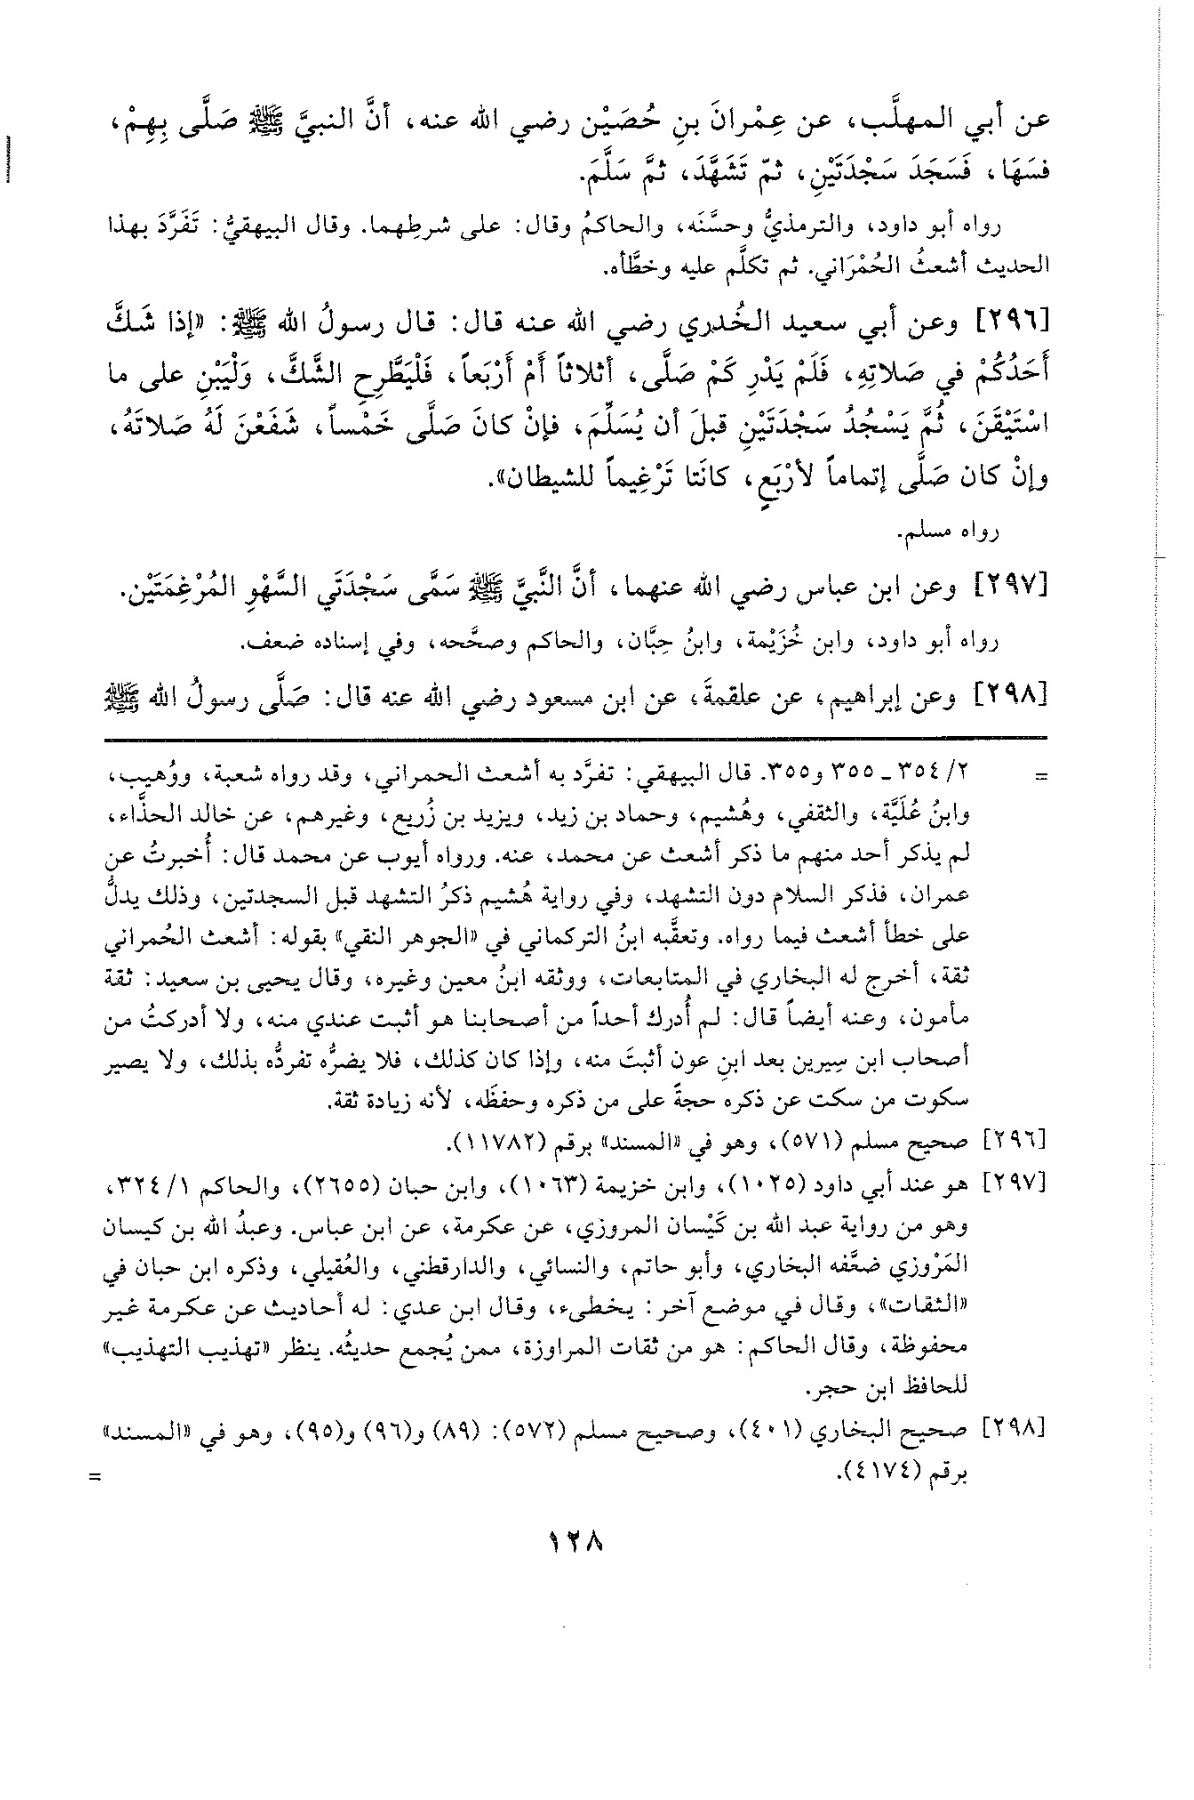 عن أبي المهلَّب، عن عِمْرانَ بنِ حُصَيْن رضي الله عنه، أنَّ النبيَّ ﷺ صَلَّى بِهِمْ،
فسَهَا، فَسَجَدَ سَجْدَتَيْنِ، ثمّ تَشَهَّدَ، ثمَّ سَلَّمَ.
رواه أبو داود، والترمذيُّ وحسَّنَه، والحاكمُ وقال: على شرطِهما. وقال البيهقيُّ: تَفَرَّدَ بهذا
الحديث أشعثُ الحُمْرَاني. ثم تكلَّم عليه وخطَّأه.
[٢٩٦] وعن أبي سعيد الخُدري رضي الله عنه قال: قال رسولُ الله ﷺ: «إذا شَكَّ
أَحَدُكُمْ في صَلاتِهِ، فَلَمْ يَدْرِ كَمْ صَلَّى، أثلاثاً أَمْ أَرْبَعاً، فَلْيَطَّرِحِ الشَّكَّ، وَلْيَبْنِ على ما
اسْتَيْقَنَ، ثُمَّ يَسْجُدُ سَجْدَتَيْنِ قبلَ أن يُسَلِّمَ، فإنْ كانَ صَلَّى خَمْساً، شَفَعْنَ لَهُ صَلاتَهُ،
وإنْ كان صَلَّى إتماماً لأَرْبَعٍ، كانَتا تَرْغِيماً للشيطان».
رواه مسلم.
[٢٩٧] وعن ابن عباس رضي الله عنهما، أنَّ النَّبيَّ ﷺ سَمَّى سَجْدَتَي السَّهْوِ المُرْغِمَتَيْن.
رواه أبو داود، وابن خُزَيْمة، وابنُ حِبَّان، والحاكم وصحَّحه، وفي إسناده ضعف.
[٢٩٨] وعن إبراهيم، عن علقمةَ، عن ابن مسعود رضي الله عنه قال: صَلَّى رسولُ الله ﷺ
= ٢/ ٣٥٤ ـ ٣٥٥ و٣٥٥. قال البيهقي: تفرَّد به أشعث الحمراني، وقد رواه شعبة، ووُهيب،
وابنُ عُلَيَّة، والثقفي، وهُشيم، وحماد بن زيد، ويزيد بن زُريع، وغيرهم، عن خالد الحذَّاء،
لم يذكر أحد منهم ما ذكر أشعث عن محمد، عنه. ورواه أيوب عن محمد قال: أُخبرتُ عن
عمران، فذكر السلام دون التشهد، وفي رواية هُشيم ذكرُ التشهد قبل السجدتين، وذلك يدلُّ
على خطأ أشعث فيما رواه. وتعقَّبه ابنُ التركماني في «الجوهر النقي» بقوله: أشعث الحُمراني
ثقة، أخرج له البخاري في المتابعات، ووثقه ابنُ معين وغيره، وقال يحيى بن سعيد: ثقة
مأمون، وعنه أيضاً قال: لم أُدرك أحداً من أصحابنا هو أثبت عندي منه، ولا أدركتُ من
أصحاب ابن سِيرين بعد ابنِ عون أثبتَ منه، وإذا كان كذلك، فلا يضرُّه تفردُّه بذلك، ولا يصير
سكوت من سكت عن ذكره حجةً على من ذكره وحفظَه، لأنه زيادة ثقة.
[٢٩٦] صحيح مسلم (٥٧١)، وهو في «المسند» برقم (١١٧٨٢).
[٢٩٧] هو عند أبي داود (١٠٢٥)، وابن خزيمة (١٠٦٣)، وابن حبان (٢٦٥٥)، والحاكم ١/ ٣٢٤،
وهو من رواية عبد الله بن كَيْسان المروزي، عن عكرمة، عن ابن عباس. وعبدُ الله بن كيسان
المَرْوزي ضعَّفه البخاري، وأبو حاتم، والنسائي، والدارقطني، والعُقيلي، وذكره ابن حبان في
«الثقات»، وقال في موضع آخر: يخطىء، وقال ابن عدي: له أحاديث عن عكرمة غير
محفوظة، وقال الحاكم: هو من ثقات المراوزة، ممن يُجمع حديثُه. ينظر «تهذيب التهذيب»
للحافظ ابن حجر.
[٢٩٨] صحيح البخاري (٤٠١)، وصحيح مسلم (٥٧٢): (٨٩) و(٩٦) و(٩٥)، وهو في «المسند»
برقم (٤١٧٤). =
١٢٨